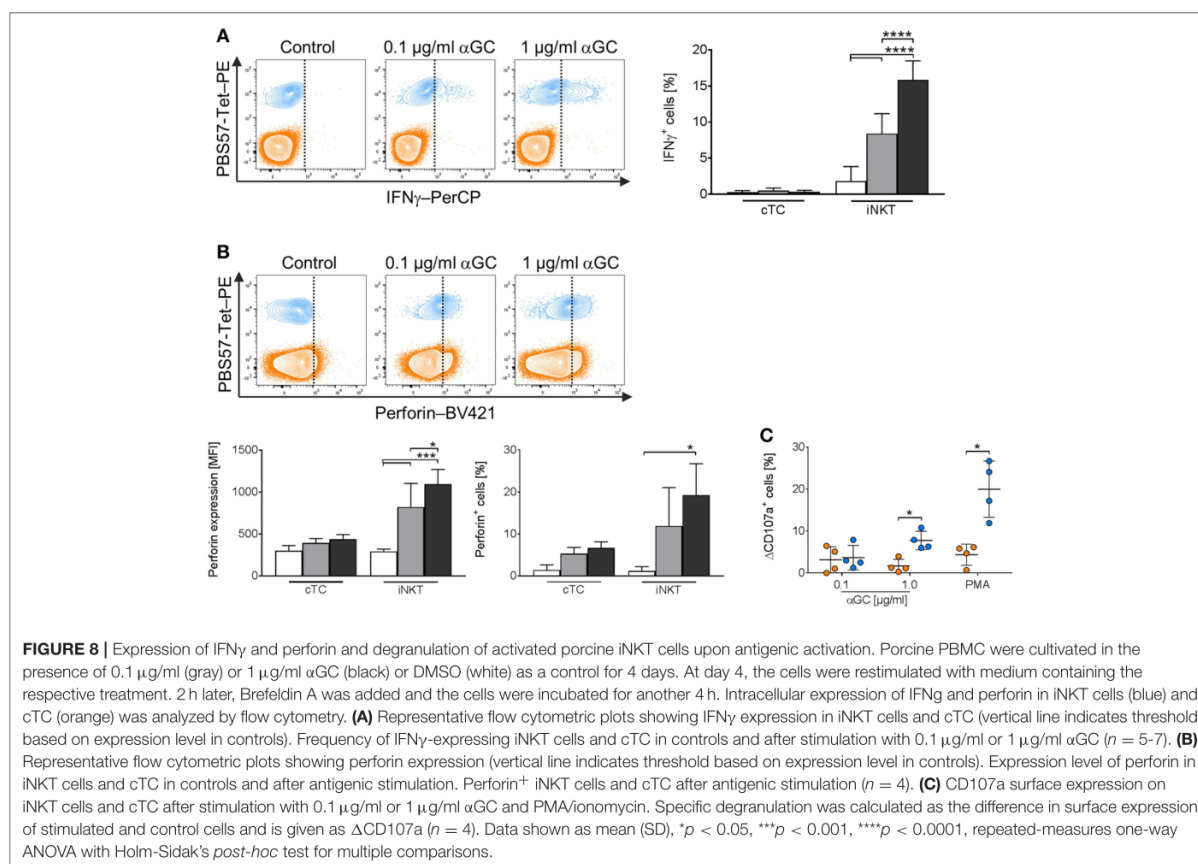 A
Control
0.1 µg/ml αGC
1 µg/ml αGC
PBS57-Tet–PE
IFNγ–PerCP
IFNγ+ cells [%]
20
15
10
5
0
****
****
cTC
iNKT
B
Control
0.1 µg/ml αGC
1 µg/ml αGC
PBS57-Tet–PE
Perforin–BV421
Perforin expression [MFI]
1500
1000
500
0
*
***
cTC
iNKT
Perforin+ cells [%]
30
20
10
0
*
cTC
iNKT
C
ΔCD107a+ cells [%]
30
20
10
0
*
*
0.1
1.0
PMA
αGC [µg/ml]
FIGURE 8 | Expression of IFNγ and perforin and degranulation of activated porcine iNKT cells upon antigenic activation. Porcine PBMC were cultivated in the
presence of 0.1 µg/ml (gray) or 1 µg/ml αGC (black) or DMSO (white) as a control for 4 days. At day 4, the cells were restimulated with medium containing the
respective treatment. 2 h later, Brefeldin A was added and the cells were incubated for another 4 h. Intracellular expression of IFNg and perforin in iNKT cells (blue) and
cTC (orange) was analyzed by flow cytometry. (A) Representative flow cytometric plots showing IFNγ expression in iNKT cells and cTC (vertical line indicates threshold
based on expression level in controls). Frequency of IFNγ-expressing iNKT cells and cTC in controls and after stimulation with 0.1 µg/ml or 1 µg/ml αGC (n = 5-7). (B)
Representative flow cytometric plots showing perforin expression (vertical line indicates threshold based on expression level in controls). Expression level of perforin in
iNKT cells and cTC in controls and after antigenic stimulation. Perforin+ iNKT cells and cTC after antigenic stimulation (n = 4). (C) CD107a surface expression on
iNKT cells and cTC after stimulation with 0.1 µg/ml or 1 µg/ml αGC and PMA/ionomycin. Specific degranulation was calculated as the difference in surface expression
of stimulated and control cells and is given as ΔCD107a (n = 4). Data shown as mean (SD), *p < 0.05, ***p < 0.001, ****p < 0.0001, repeated-measures one-way
ANOVA with Holm-Sidak's post-hoc test for multiple comparisons.